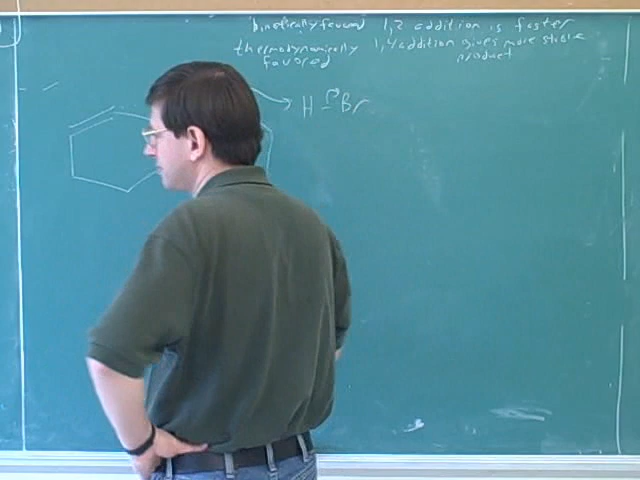 kinetically favored 1,2 addition is faster
thermodynamically 1,4 addition gives more stable
favored product
H - Br